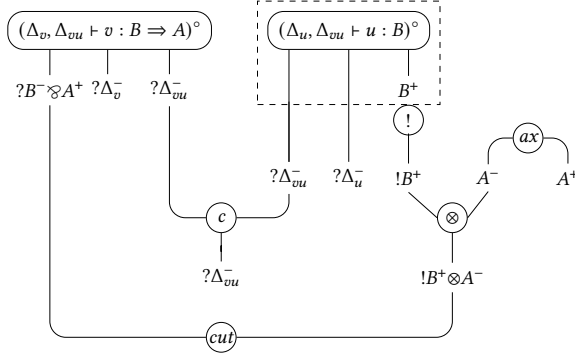 (Δ_v, Δ_vu ⊢ v : B ⇒ A)° (Δ_u, Δ_vu ⊢ u : B)°
?B⁻⅋A⁺ ?Δ_v⁻ ?Δ_vu⁻ B⁺
!
ax
?Δ_vu⁻ ?Δ_u⁻ !B⁺ A⁻ A⁺
c ⊗
?Δ_vu⁻ !B⁺⊗A⁻
cut